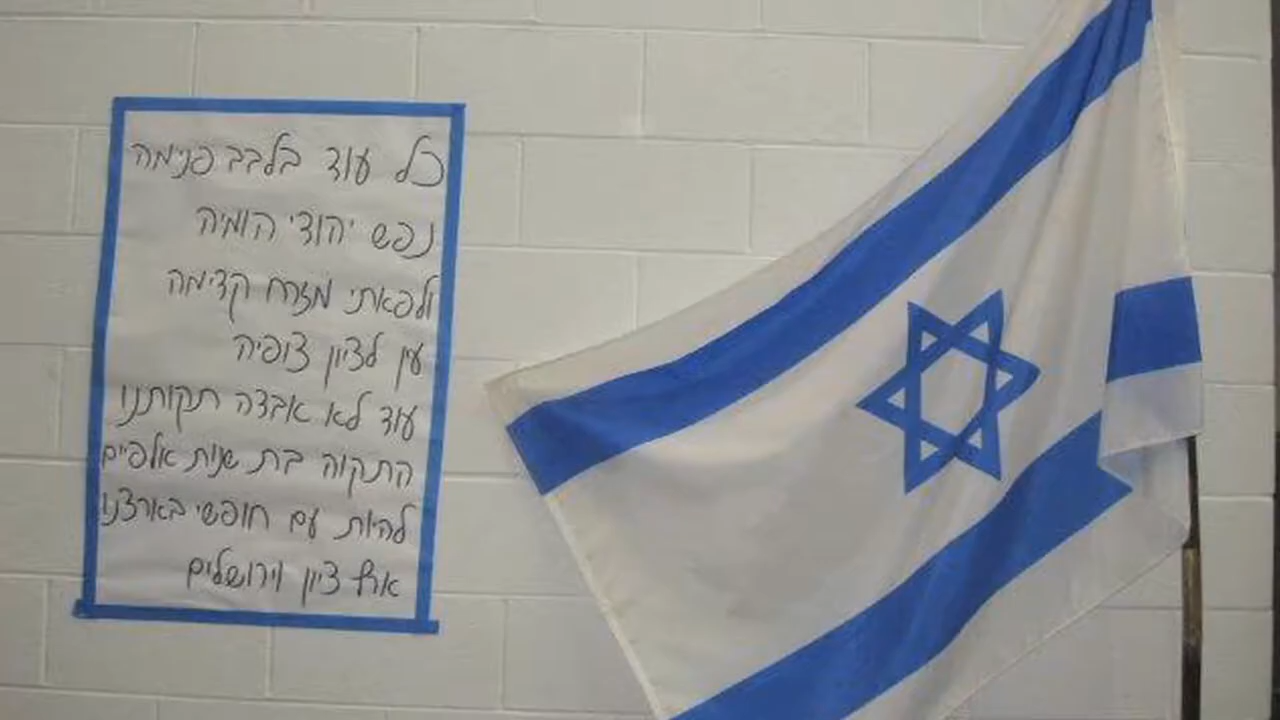 כל עוד בלבב פנימה
נפש יהודי הומיה
ולפאתי מזרח קדימה
עין לציון צופיה
עוד לא אבדה תקותנו
התקוה בת שנות אלפים
להיות עם חופשי בארצנו
ארץ ציון וירושלים